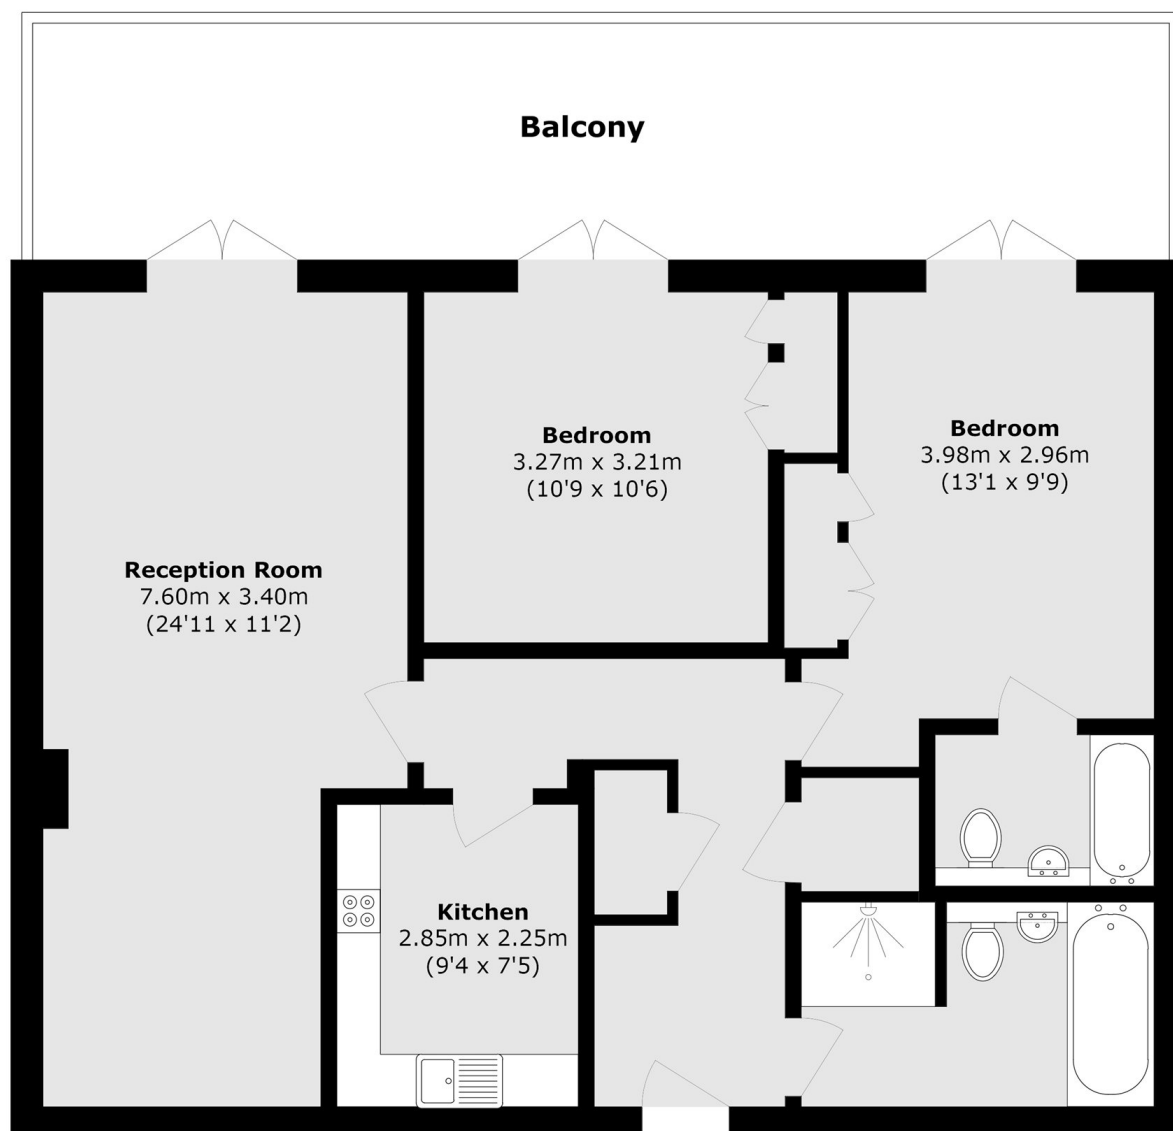 Balcony
Bedroom
3.27m x 3.21m
(10'9 x 10'6)
Bedroom
3.98m x 2.96m
(13'1 x 9'9)
Reception Room
7.60m x 3.40m
(24'11 x 11'2)
Kitchen
2.85m x 2.25m
(9'4 x 7'5)